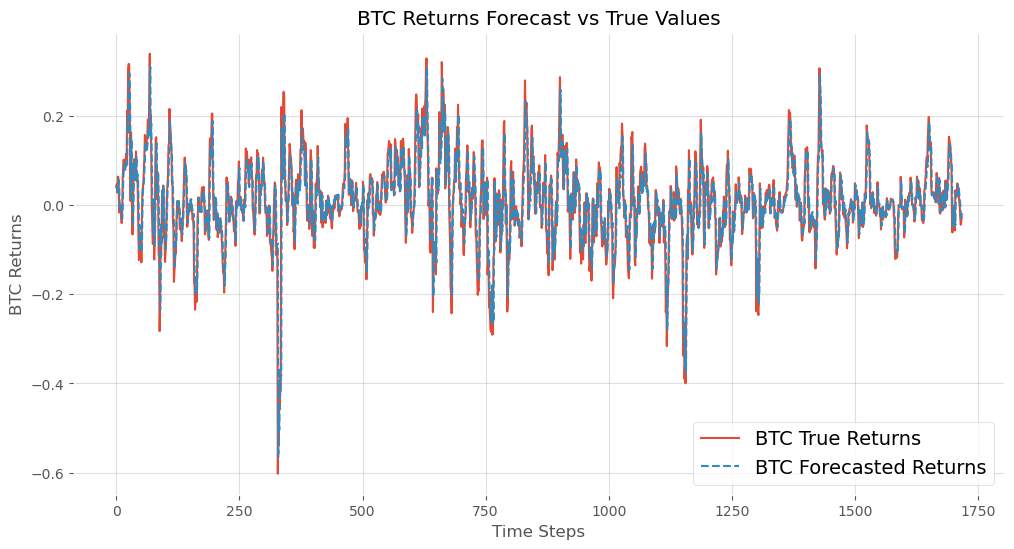 BTC Returns Forecast vs True Values
BTC Returns
0.2
0.0
−0.2
−0.4
−0.6
BTC True Returns
BTC Forecasted Returns
0 250 500 750 1000 1250 1500 1750
Time Steps